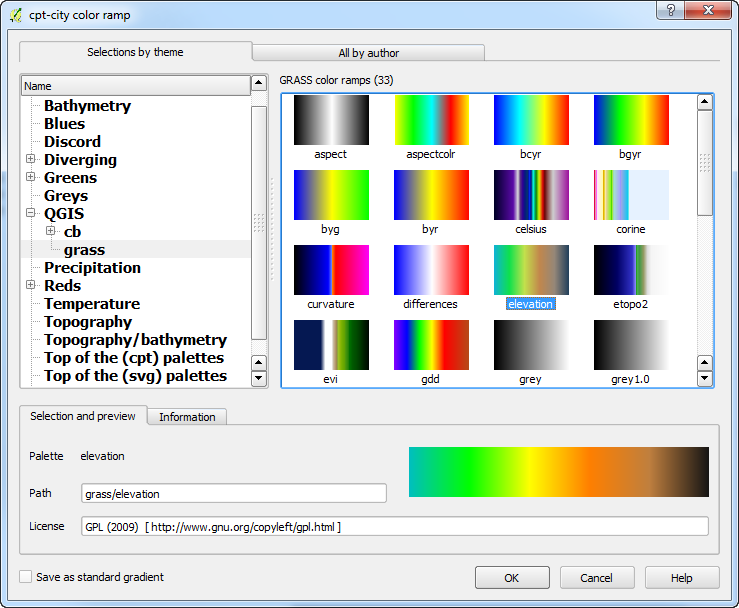 cpt-city color ramp
Selections by theme
All by author
Name
Bathymetry
Blues
Discord
Diverging
Greens
Greys
QGIS
cb
grass
Precipitation
Reds
Temperature
Topography
Topography/bathymetry
Top of the (cpt) palettes
Top of the (svg) palettes
GRASS color ramps (33)
aspect aspectcolr bcyr bgyr
byg byr celsius corine
curvature differences elevation etopo2
evi gdd grey grey1.0
Selection and preview
Information
Palette elevation
Path grass/elevation
License GPL (2009) [ http://www.gnu.org/copyleft/gpl.html ]
Save as standard gradient
OK Cancel Help